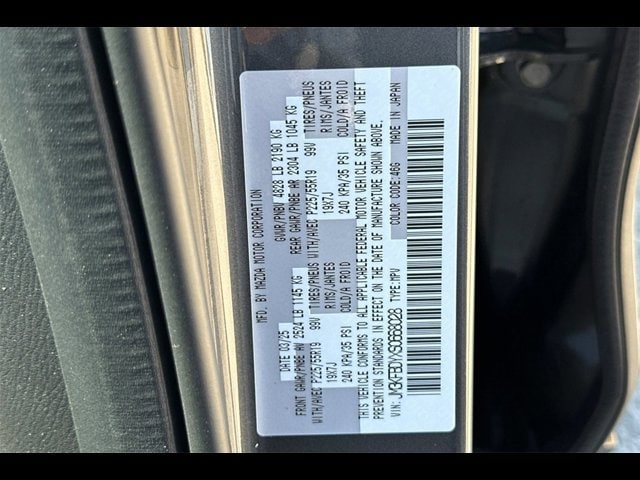 MFD. BY MAZDA MOTOR CORPORATION
DATE 03/25 GVWR/PNBV 4828 LB 2190 KG
FRONT GAWR/PNBE AV 2524 LB 1145 KG REAR GAWR/PNBE AR 2304 LB 1045 KG
WITH/AVEC P225/55R19 99V TIRES/PNEUS WITH/AVEC P225/55R19 99V TIRES/PNEUS
19X7J RIMS/JANTES 19X7J RIMS/JANTES
240 KPA/35 PSI COLD/A FROID 240 KPA/35 PSI COLD/A FROID
THIS VEHICLE CONFORMS TO ALL APPLICABLE FEDERAL MOTOR VEHICLE SAFETY AND THEFT
PREVENTION STANDARDS IN EFFECT ON THE DATE OF MANUFACTURE SHOWN ABOVE.
VIN: TYPE:MPV COLOR CODE:46G MADE IN JAPAN